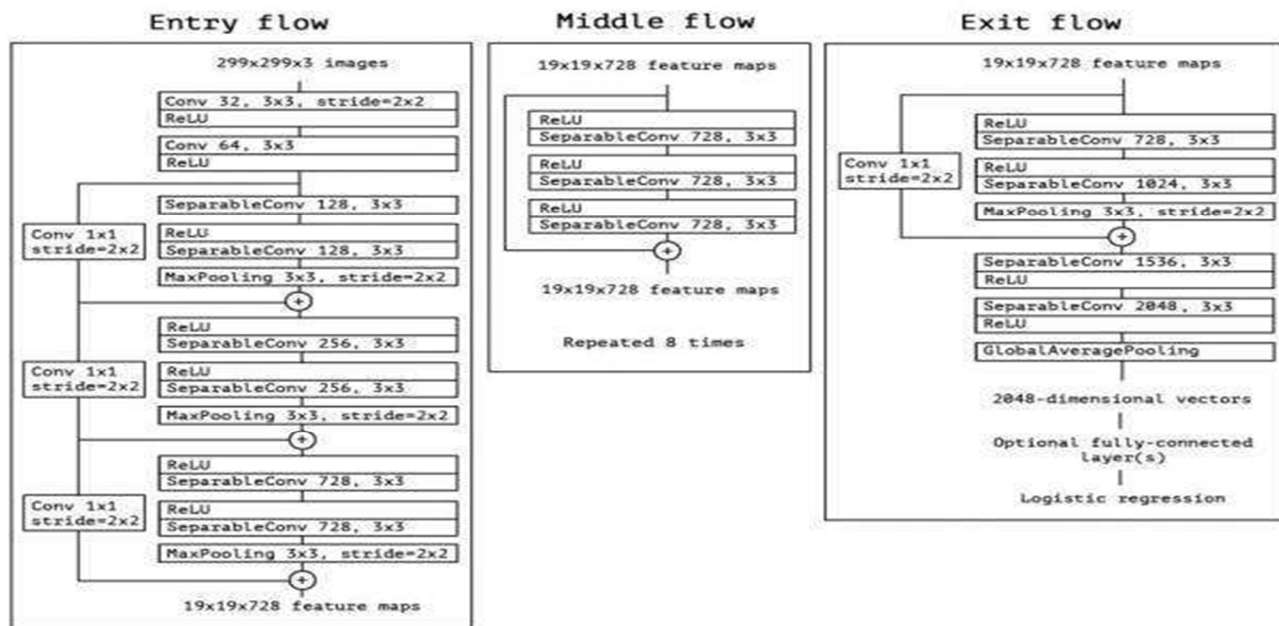 Entry flow
299x299x3 images
Conv 32, 3x3, stride=2x2
ReLU
Conv 64, 3x3
ReLU
SeparableConv 128, 3x3
Conv 1x1
stride=2x2
ReLU
SeparableConv 128, 3x3
MaxPooling 3x3, stride=2x2
+
ReLU
SeparableConv 256, 3x3
Conv 1x1
stride=2x2
ReLU
SeparableConv 256, 3x3
MaxPooling 3x3, stride=2x2
+
ReLU
SeparableConv 728, 3x3
Conv 1x1
stride=2x2
ReLU
SeparableConv 728, 3x3
MaxPooling 3x3, stride=2x2
+
19x19x728 feature maps
Middle flow
19x19x728 feature maps
ReLU
SeparableConv 728, 3x3
ReLU
SeparableConv 728, 3x3
ReLU
SeparableConv 728, 3x3
+
19x19x728 feature maps
Repeated 8 times
Exit flow
19x19x728 feature maps
ReLU
SeparableConv 728, 3x3
Conv 1x1
stride=2x2
ReLU
SeparableConv 1024, 3x3
MaxPooling 3x3, stride=2x2
+
SeparableConv 1536, 3x3
ReLU
SeparableConv 2048, 3x3
ReLU
GlobalAveragePooling
2048-dimensional vectors
Optional fully-connected
layer(s)
Logistic regression